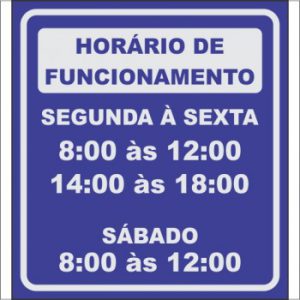 HORÁRIO DE
FUNCIONAMENTO
SEGUNDA À SEXTA
8:00 às 12:00
14:00 às 18:00
SÁBADO
8:00 às 12:00